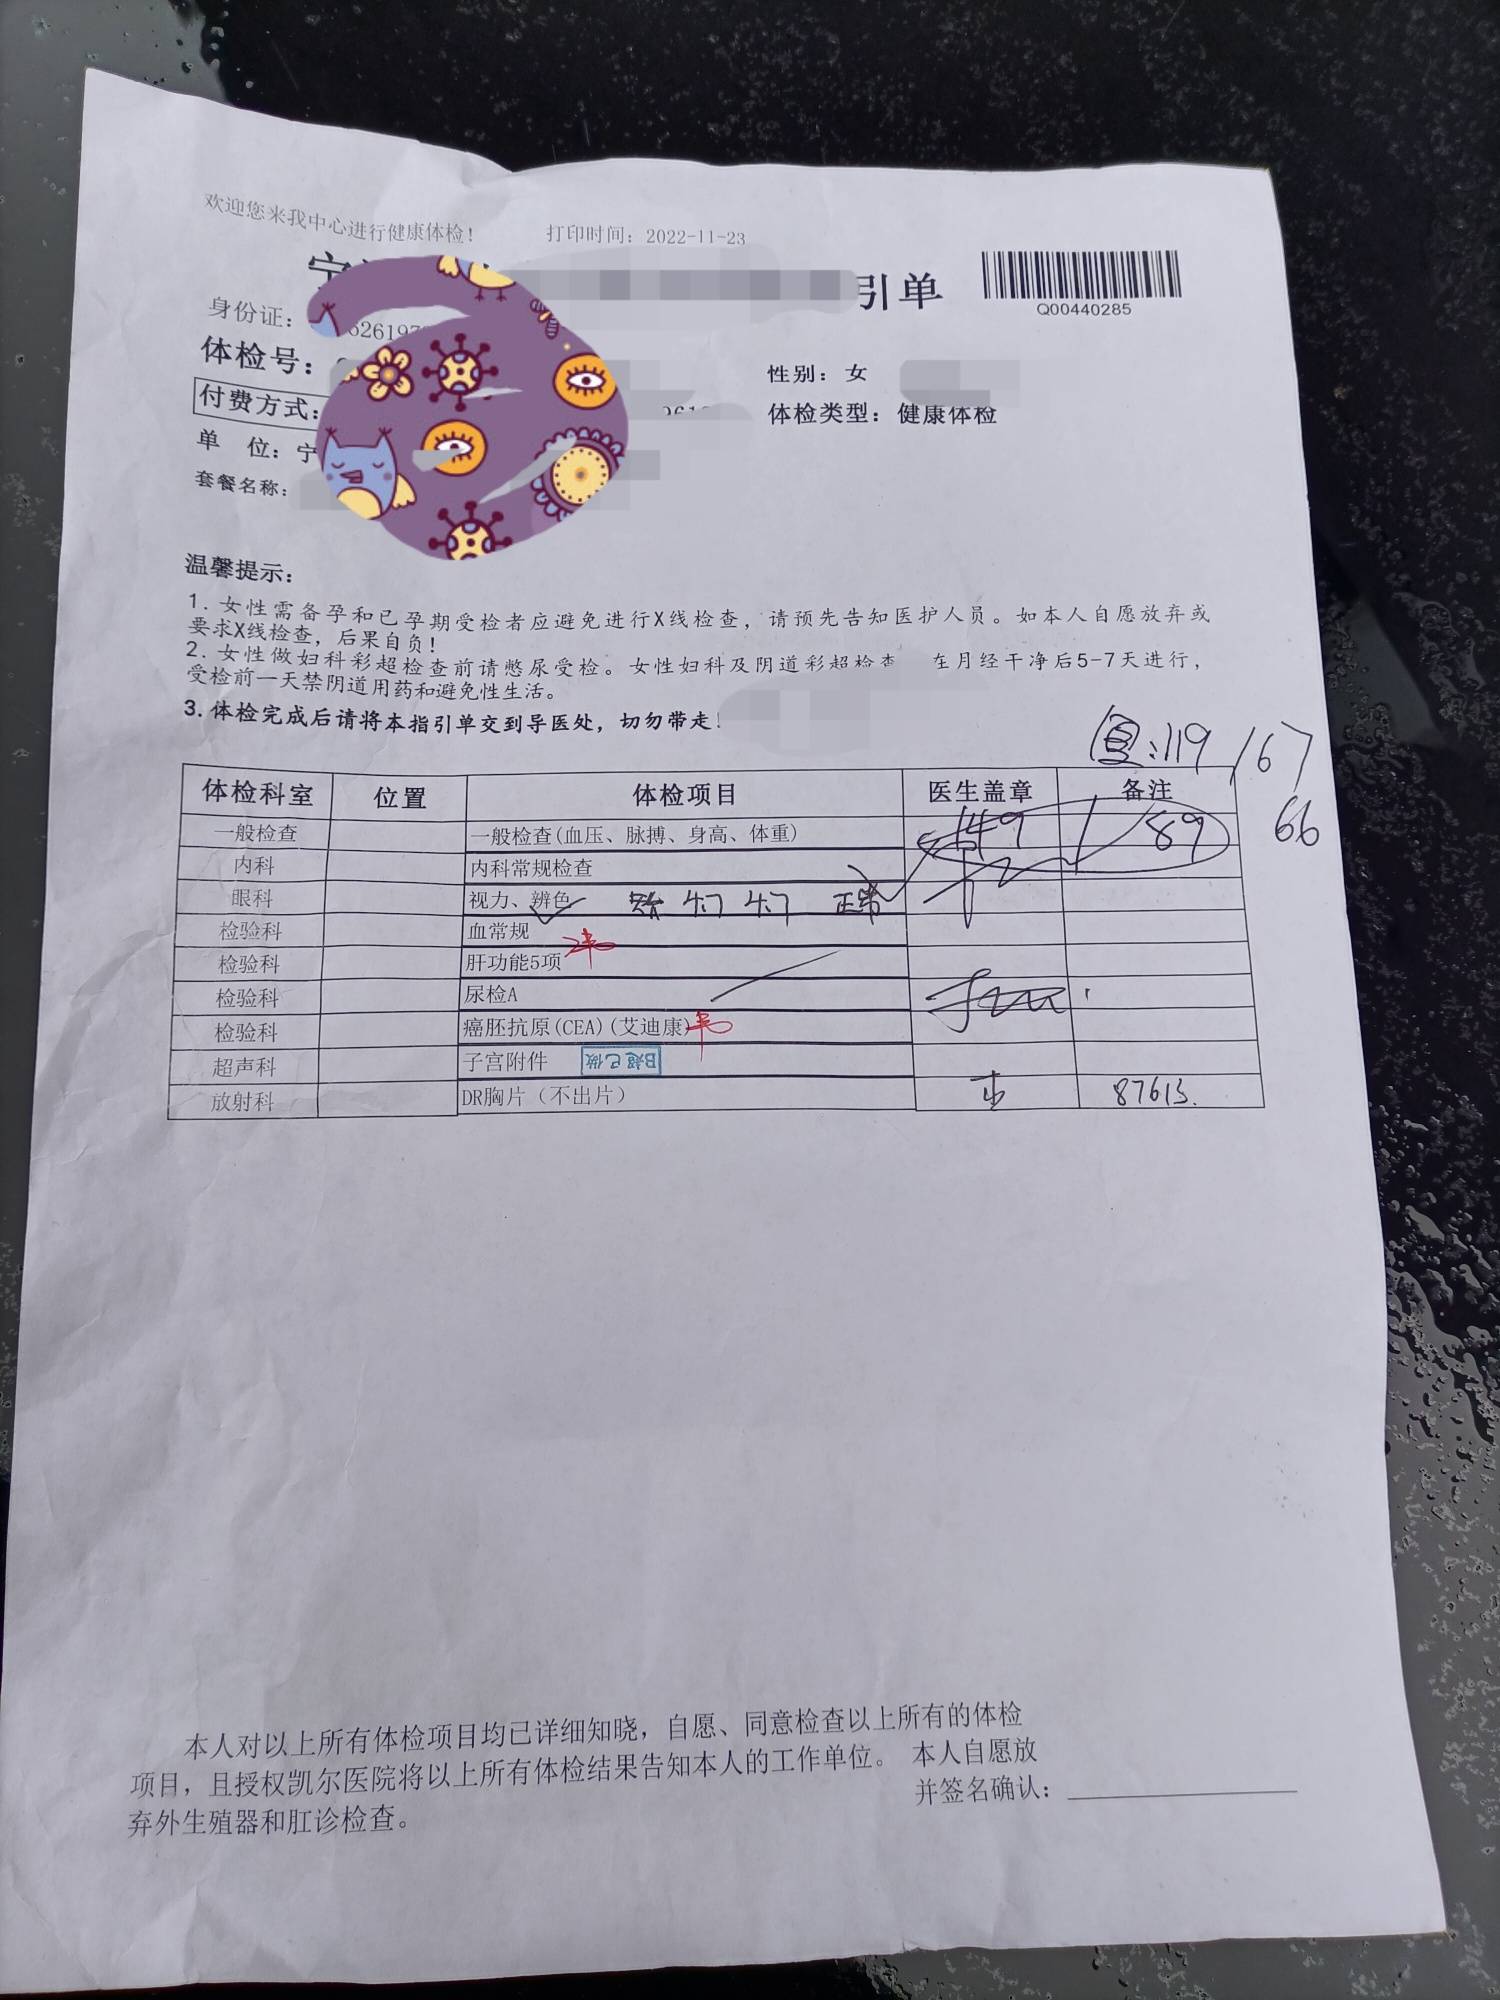 欢迎您来我中心进行健康体检! 打印时间: 2022-11-23
引单
Q00440285
身份证:
体检号:
性别: 女
付费方式:
体检类型: 健康体检
单 位: 宁
套餐名称:
温馨提示:
1. 女性需备孕和已孕期受检者应避免进行X线检查, 请预先告知医护人员。如本人自愿放弃或
要求X线检查, 后果自负!
2. 女性做妇科彩超检查前请憋尿受检。女性妇科及阴道彩超检查 在月经干净后5-7天进行,
受检前一天禁阴道用药和避免性生活。
3. 体检完成后请将本指引单交到导医处, 切勿带走!
复:119/67
66
体检科室 位置 体检项目 医生盖章 备注
一般检查 一般检查(血压、脉搏、身高、体重) 149 / 89
内科 内科常规检查
眼科 视力、辨色 4.7 4.7 正常
检验科 血常规
检验科 肝功能5项
检验科 尿检A
检验科 癌胚抗原(CEA)(艾迪康)
超声科 子宫附件 B超已做
放射科 DR胸片（不出片） 87613.
本人对以上所有体检项目均已详细知晓，自愿、同意检查以上所有的体检
项目，且授权凯尔医院将以上所有体检结果告知本人的工作单位。 本人自愿放
弃外生殖器和肛诊检查。 并签名确认: